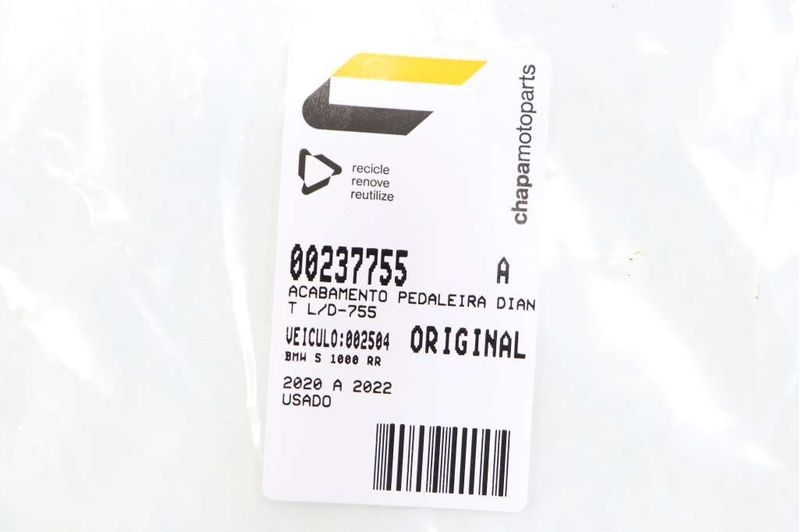 chapamotoparts
recicle
renove
reutilize
00237755 A
ACABAMENTO PEDALEIRA DIAN
T L/D-755
VEICULO:002504 ORIGINAL
BMW S 1000 RR
2020 A 2022
USADO